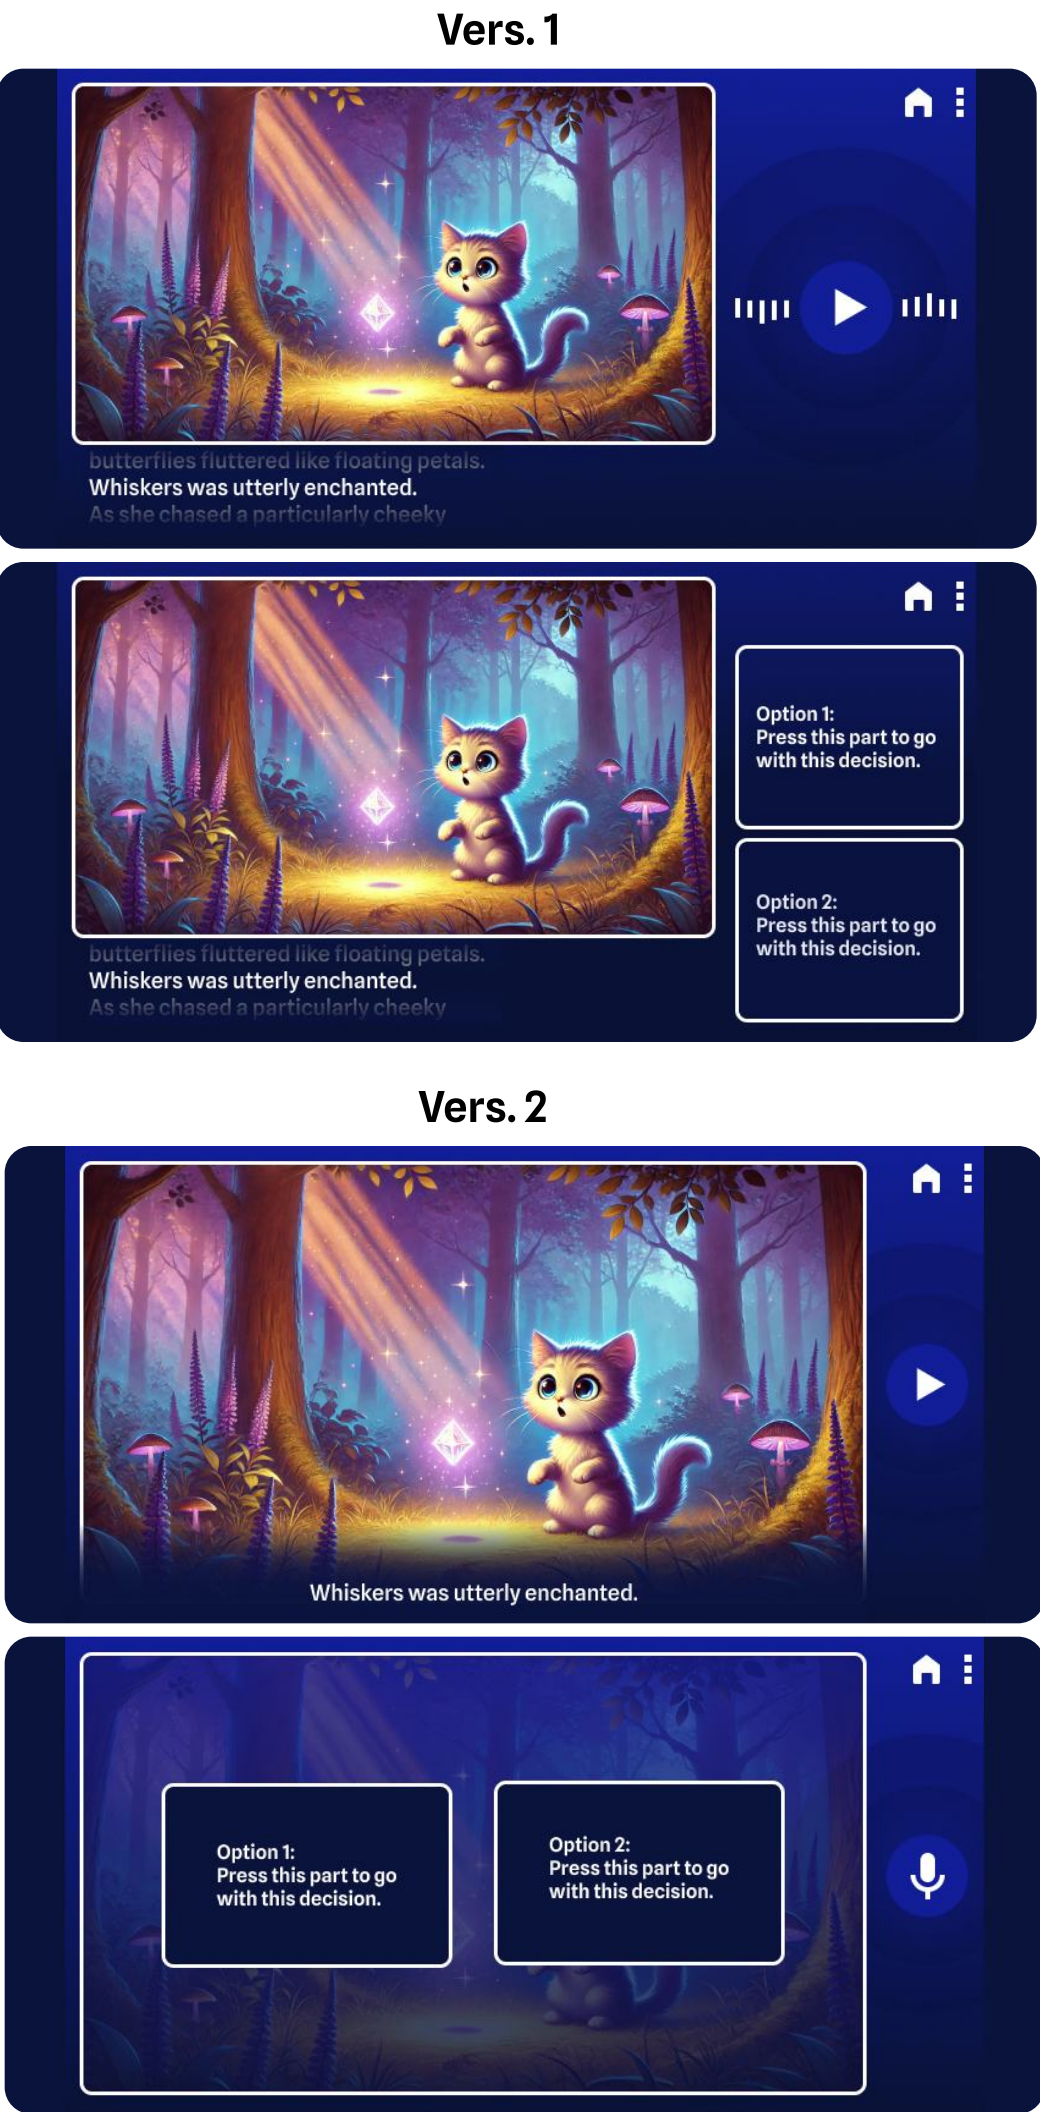 Vers. 1
butterflies fluttered like floating petals.
Whiskers was utterly enchanted.
As she chased a particularly cheeky
Option 1:
Press this part to go
with this decision.
Option 2:
Press this part to go
with this decision.
butterflies fluttered like floating petals.
Whiskers was utterly enchanted.
As she chased a particularly cheeky
Vers. 2
Whiskers was utterly enchanted.
Option 1:
Press this part to go
with this decision.
Option 2:
Press this part to go
with this decision.